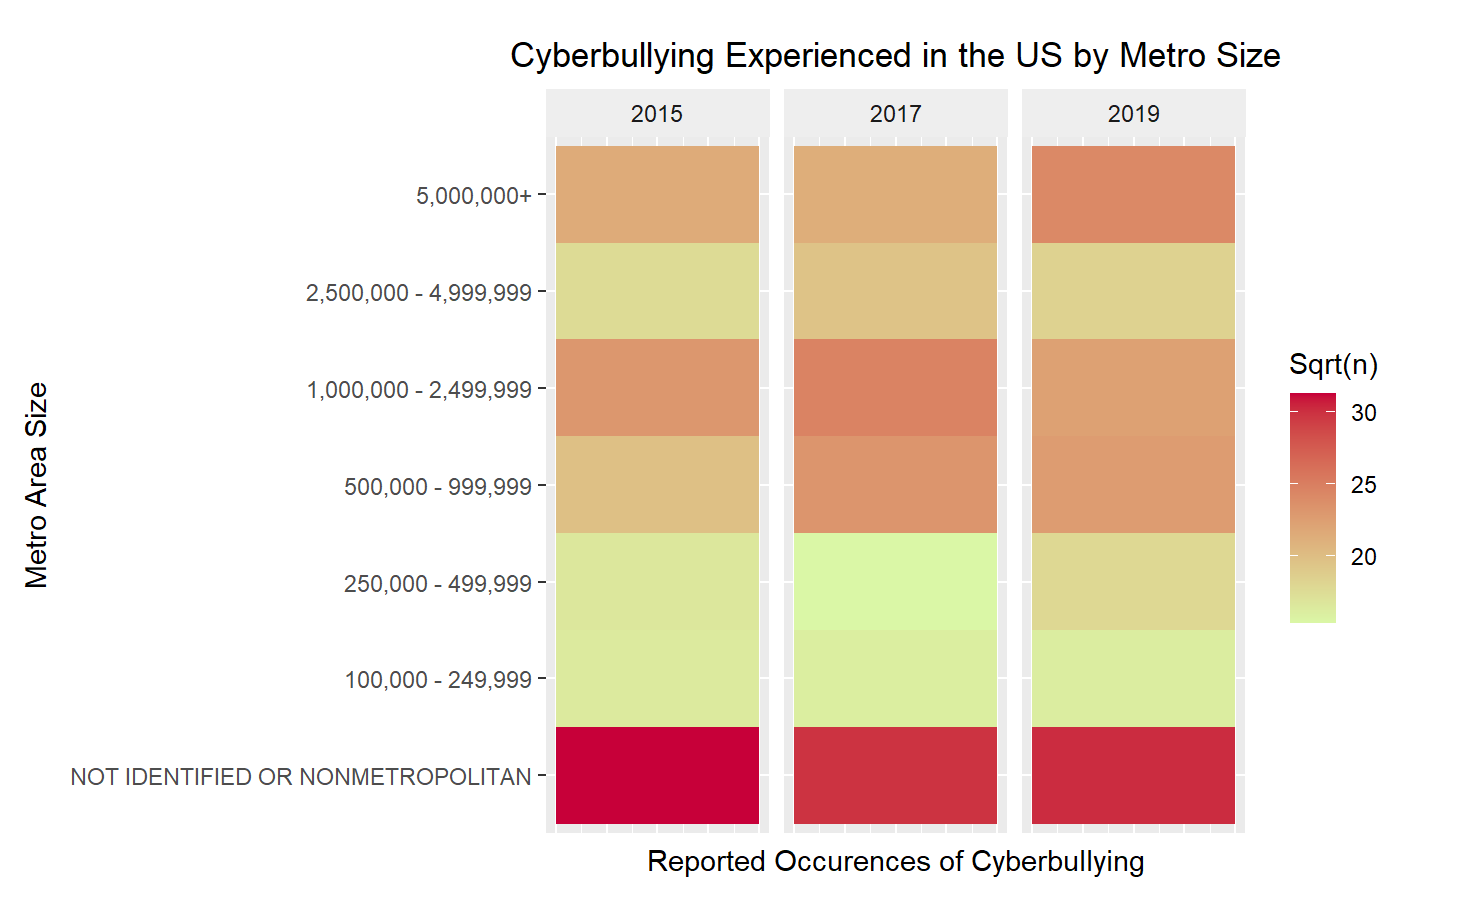 Cyberbullying Experienced in the US by Metro Size
2015 2017 2019
5,000,000+
2,500,000 - 4,999,999
1,000,000 - 2,499,999
500,000 - 999,999
250,000 - 499,999
100,000 - 249,999
NOT IDENTIFIED OR NONMETROPOLITAN
Metro Area Size
Reported Occurences of Cyberbullying
Sqrt(n)
30
25
20